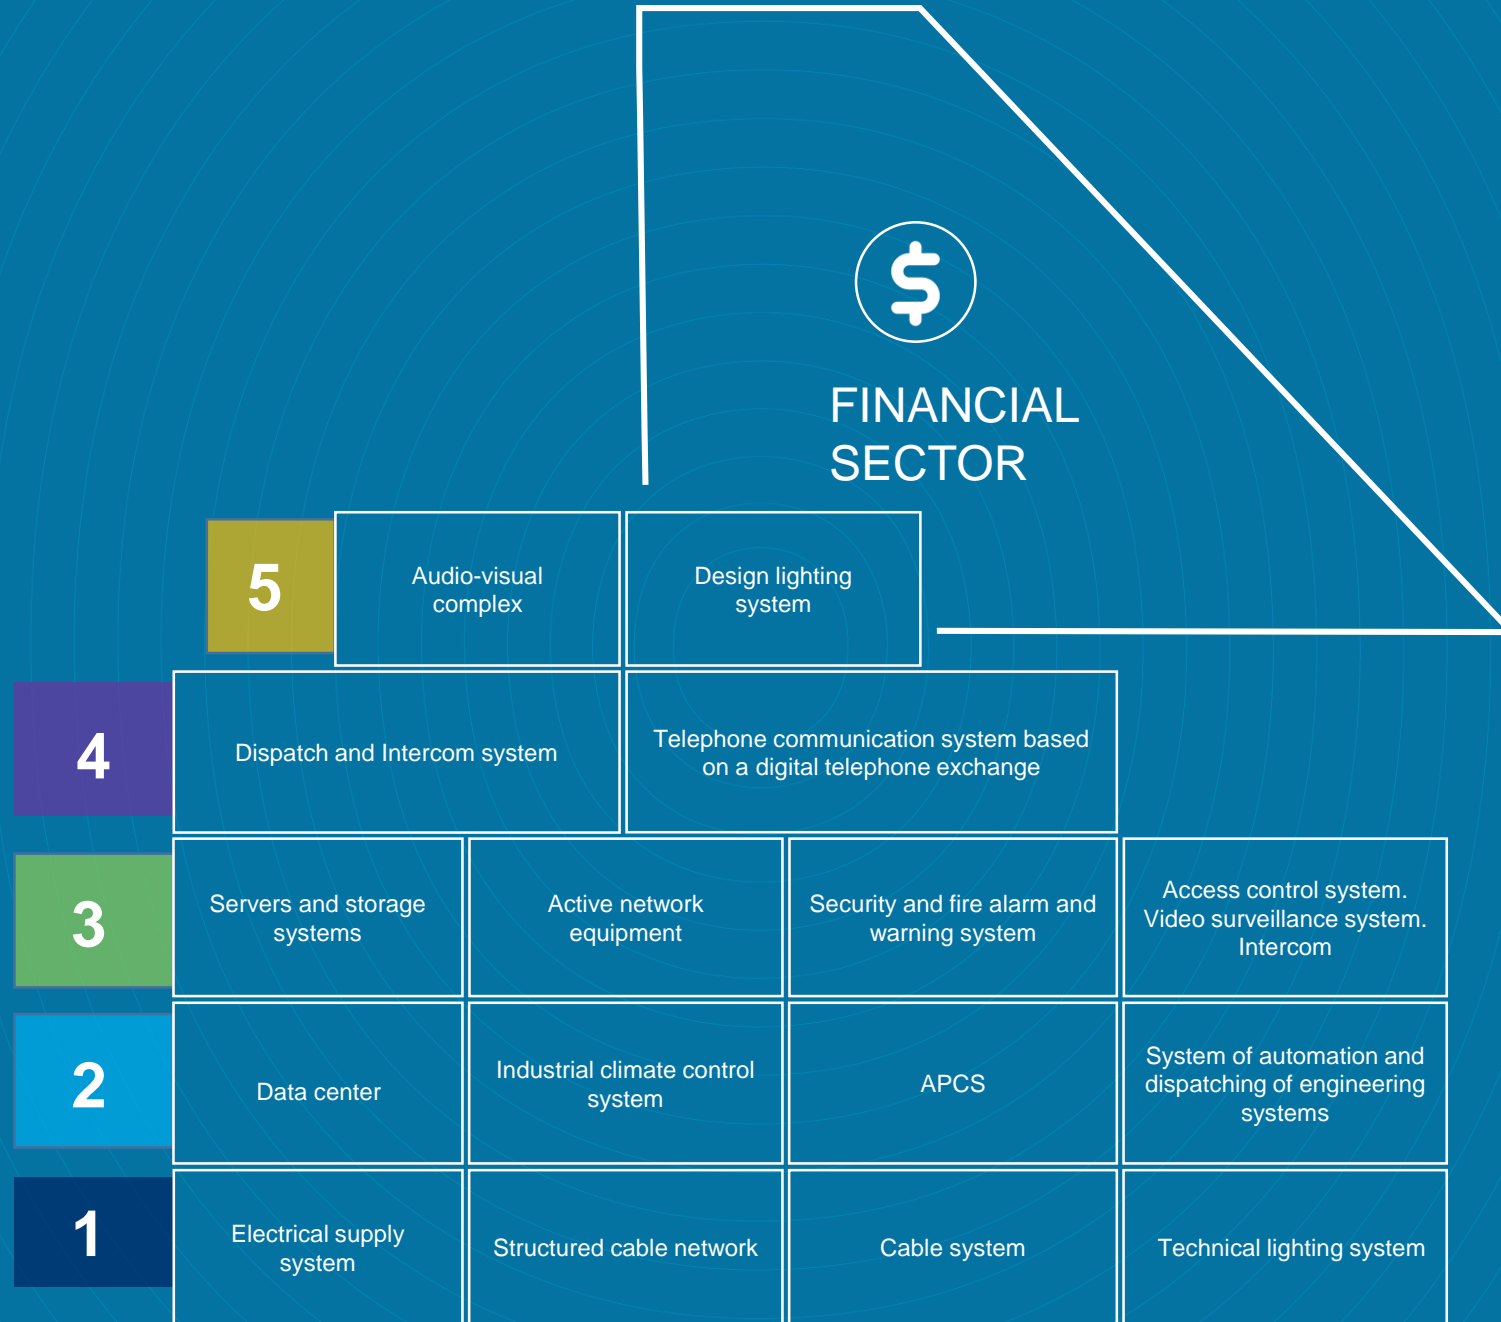 $
FINANCIAL
SECTOR
5
Audio-visual
complex
Design lighting
system
4
Dispatch and Intercom system
Telephone communication system based
on a digital telephone exchange
3
Servers and storage
systems
Active network
equipment
Security and fire alarm and
warning system
Access control system.
Video surveillance system.
Intercom
2
Data center
Industrial climate control
system
APCS
System of automation and
dispatching of engineering
systems
1
Electrical supply
system
Structured cable network
Cable system
Technical lighting system